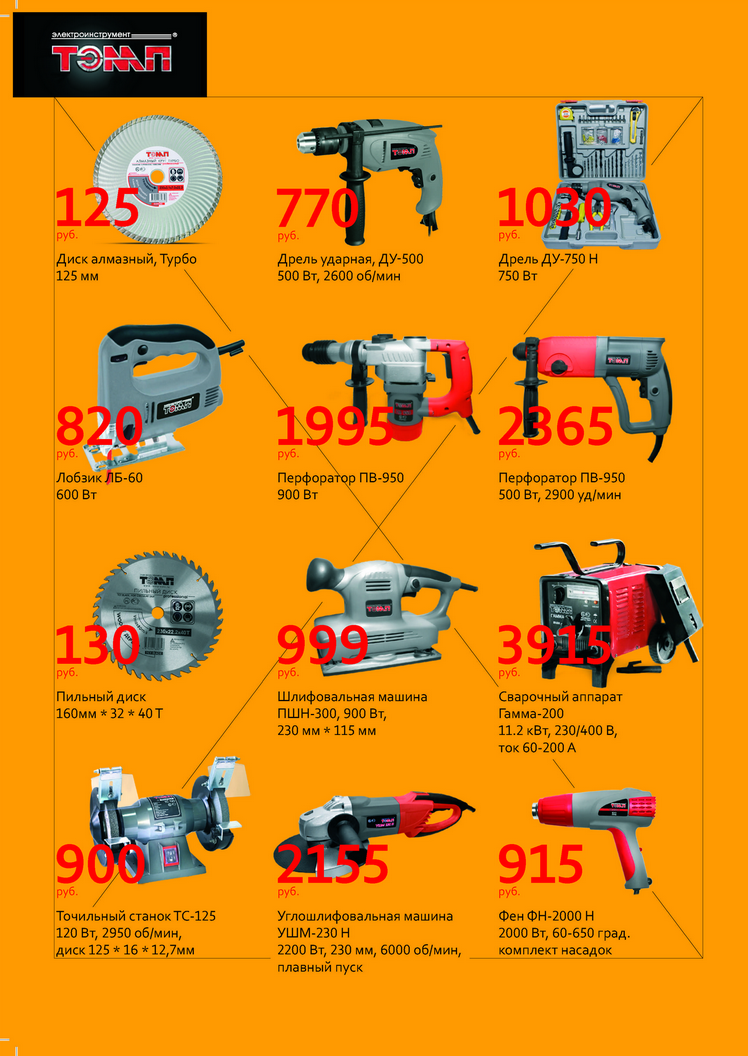 электроинструмент
ТЭМП ®
125
руб.
Диск алмазный, Турбо
125 мм
770
руб.
Дрель ударная, ДУ-500
500 Вт, 2600 об/мин
1030
руб.
Дрель ДУ-750 Н
750 Вт
820
руб.
Лобзик ЛБ-60
600 Вт
1995
руб.
Перфоратор ПВ-950
900 Вт
2365
руб.
Перфоратор ПВ-950
500 Вт, 2900 уд/мин
ТЭМП
ПИЛЬНЫЙ ДИСК
130
руб.
Пильный диск
160мм * 32 * 40 Т
999
руб.
Шлифовальная машина
ПШН-300, 900 Вт,
230 мм * 115 мм
3915
руб.
Сварочный аппарат
Гамма-200
11.2 кВт, 230/400 В,
ток 60-200 А
900
руб.
Точильный станок ТС-125
120 Вт, 2950 об/мин,
диск 125 * 16 * 12,7мм
2155
руб.
Углошлифовальная машина
УШМ-230 Н
2200 Вт, 230 мм, 6000 об/мин,
плавный пуск
915
руб.
Фен ФН-2000 Н
2000 Вт, 60-650 град.
комплект насадок